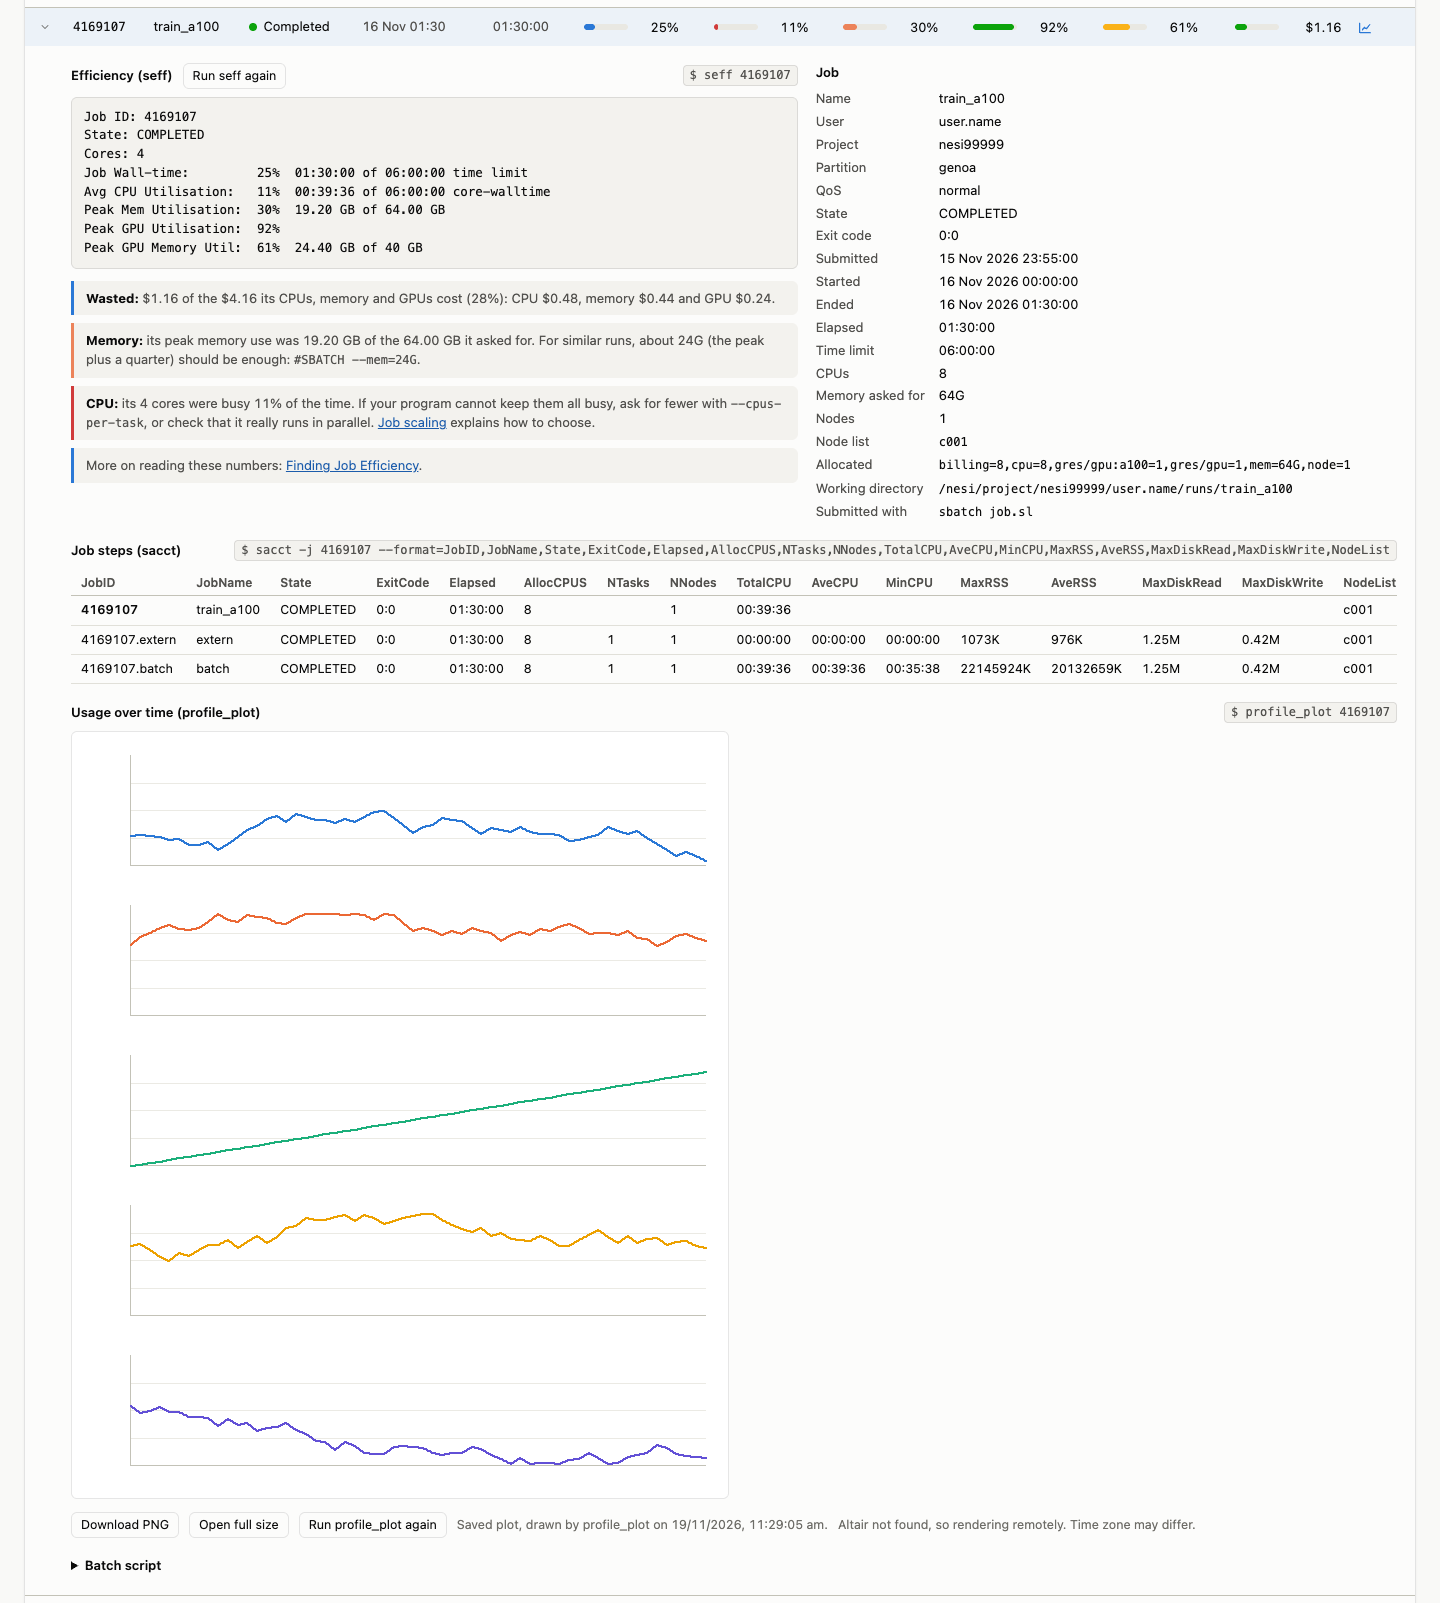 4169107 train_a100 Completed 16 Nov 01:30 01:30:00 25% 11% 30% 92% 61% $1.16
Efficiency (seff) Run seff again $ seff 4169107
Job ID: 4169107
State: COMPLETED
Cores: 4
Job Wall-time: 25% 01:30:00 of 06:00:00 time limit
Avg CPU Utilisation: 11% 00:39:36 of 06:00:00 core-walltime
Peak Mem Utilisation: 30% 19.20 GB of 64.00 GB
Peak GPU Utilisation: 92%
Peak GPU Memory Util: 61% 24.40 GB of 40 GB
Wasted: $1.16 of the $4.16 its CPUs, memory and GPUs cost (28%): CPU $0.48, memory $0.44 and GPU $0.24.
Memory: its peak memory use was 19.20 GB of the 64.00 GB it asked for. For similar runs, about 24G (the peak
plus a quarter) should be enough: #SBATCH --mem=24G.
CPU: its 4 cores were busy 11% of the time. If your program cannot keep them all busy, ask for fewer with --cpus-
per-task, or check that it really runs in parallel. Job scaling explains how to choose.
More on reading these numbers: Finding Job Efficiency.
Job
Name train_a100
User user.name
Project nesi99999
Partition genoa
QoS normal
State COMPLETED
Exit code 0:0
Submitted 15 Nov 2026 23:55:00
Started 16 Nov 2026 00:00:00
Ended 16 Nov 2026 01:30:00
Elapsed 01:30:00
Time limit 06:00:00
CPUs 8
Memory asked for 64G
Nodes 1
Node list c001
Allocated billing=8,cpu=8,gres/gpu:a100=1,gres/gpu=1,mem=64G,node=1
Working directory /nesi/project/nesi99999/user.name/runs/train_a100
Submitted with sbatch job.sl
Job steps (sacct) $ sacct -j 4169107 --format=JobID,JobName,State,ExitCode,Elapsed,AllocCPUS,NTasks,NNodes,TotalCPU,AveCPU,MinCPU,MaxRSS,AveRSS,MaxDiskRead,MaxDiskWrite,NodeList
JobID JobName State ExitCode Elapsed AllocCPUS NTasks NNodes TotalCPU AveCPU MinCPU MaxRSS AveRSS MaxDiskRead MaxDiskWrite NodeList
4169107 train_a100 COMPLETED 0:0 01:30:00 8 1 00:39:36 c001
4169107.extern extern COMPLETED 0:0 01:30:00 8 1 1 00:00:00 00:00:00 00:00:00 1073K 976K 1.25M 0.42M c001
4169107.batch batch COMPLETED 0:0 01:30:00 8 1 1 00:39:36 00:39:36 00:35:38 22145924K 20132659K 1.25M 0.42M c001
Usage over time (profile_plot) $ profile_plot 4169107
Download PNG Open full size Run profile_plot again Saved plot, drawn by profile_plot on 19/11/2026, 11:29:05 am. Altair not found, so rendering remotely. Time zone may differ.
Batch script